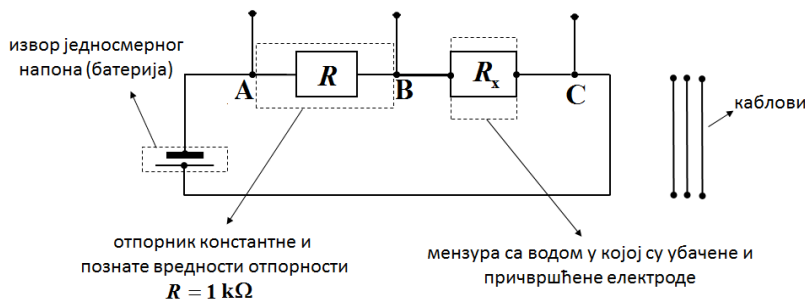 извор једносмерног
напона (батерија)
A
R
B
Rx
C
каблови
отпорник константне и
познате вредности отпорности
R = 1 kΩ
мензура са водом у којој су убачене и
причвршћене електроде